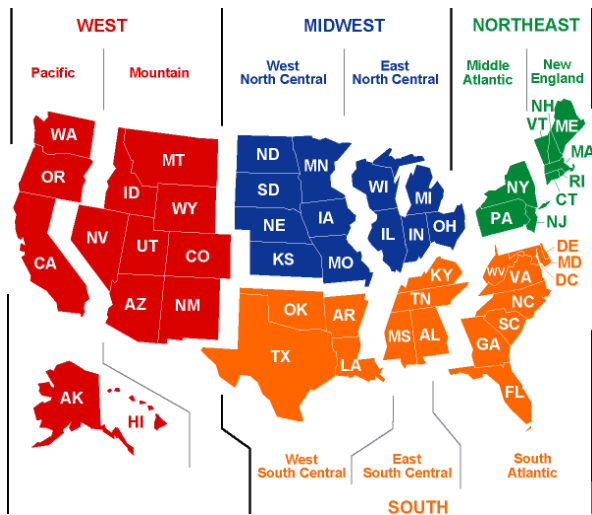 WEST
MIDWEST
NORTHEAST
Pacific
Mountain
West
North Central
East
North Central
Middle
Atlantic
New
England
NH
VT
ME
MA
RI
CT
NJ
NY
PA
WA
OR
CA
NV
ID
MT
WY
UT
CO
AZ
NM
ND
SD
NE
KS
MN
IA
MO
WI
MI
IL
IN
OH
DE
MD
DC
WV
VA
NC
SC
GA
FL
KY
TN
MS
AL
OK
AR
TX
LA
AK
HI
West
South Central
East
South Central
South
Atlantic
SOUTH